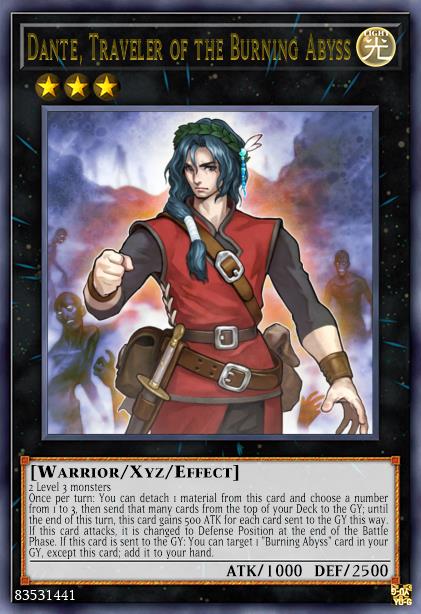 DANTE, TRAVELER OF THE BURNING ABYSS
LIGHT
光
[WARRIOR/XYZ/EFFECT]
2 Level 3 monsters
Once per turn: You can detach 1 material from this card and choose a number
from 1 to 3, then send that many cards from the top of your Deck to the GY; until
the end of this turn, this card gains 500 ATK for each card sent to the GY this way.
If this card attacks, it is changed to Defense Position at the end of the Battle
Phase. If this card is sent to the GY: You can target 1 "Burning Abyss" card in your
GY, except this card; add it to your hand.
ATK/1000 DEF/2500
83531441